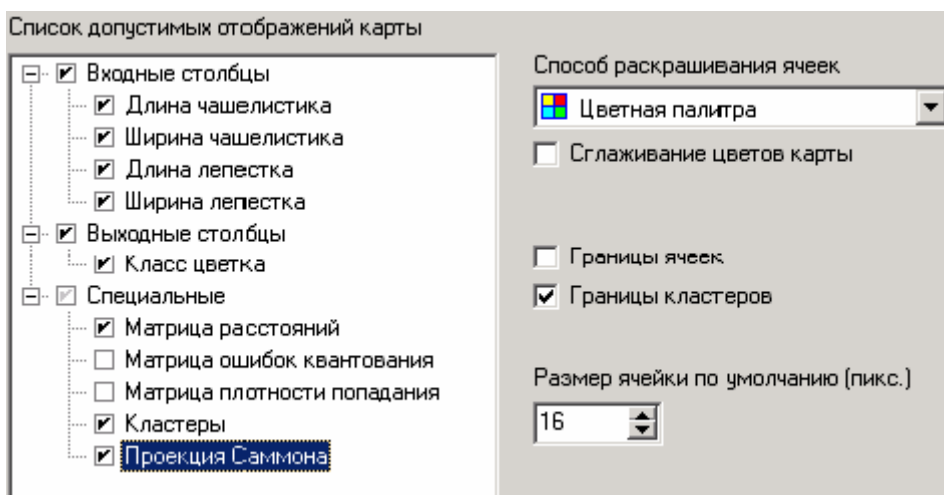 Список допустимых отображений карты
Входные столбцы
Длина чашелистика
Ширина чашелистика
Длина лепестка
Ширина лепестка
Выходные столбцы
Класс цветка
Специальные
Матрица расстояний
Матрица ошибок квантования
Матрица плотности попадания
Кластеры
Проекция Саммона
Способ раскрашивания ячеек
Цветная палитра
Сглаживание цветов карты
Границы ячеек
Границы кластеров
Размер ячейки по умолчанию (пикс.)
16